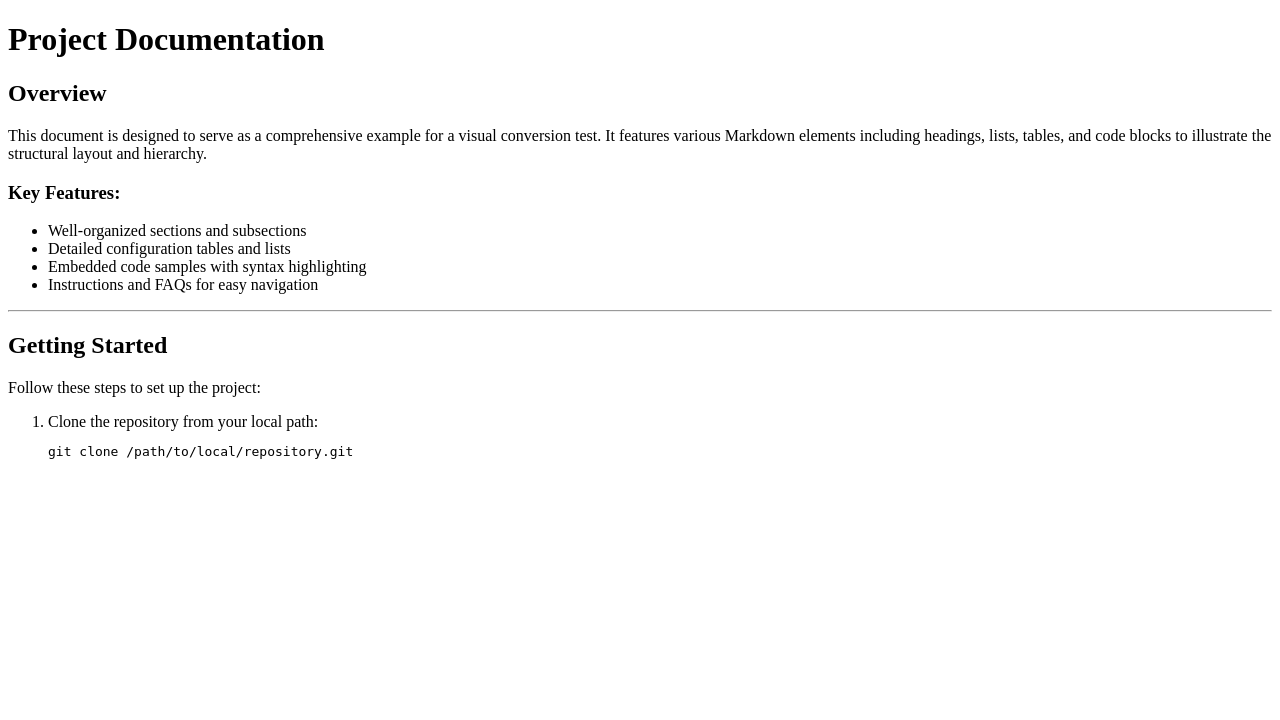 Project Documentation
Overview
This document is designed to serve as a comprehensive example for a visual conversion test. It features various Markdown elements including headings, lists, tables, and code blocks to illustrate the
structural layout and hierarchy.
Key Features:
• Well-organized sections and subsections
• Detailed configuration tables and lists
• Embedded code samples with syntax highlighting
• Instructions and FAQs for easy navigation
Getting Started
Follow these steps to set up the project:
1. Clone the repository from your local path:
git clone /path/to/local/repository.git